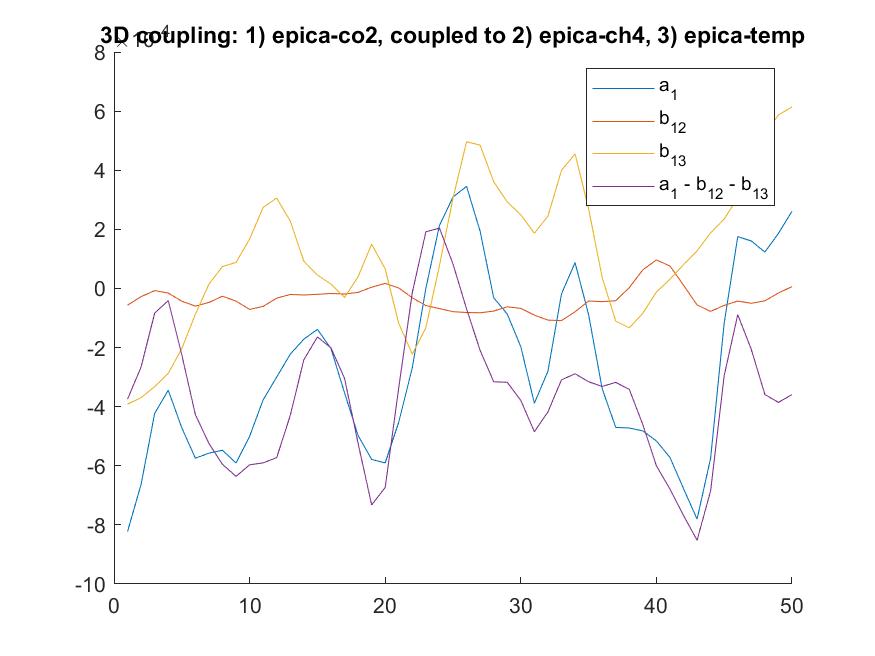 3D coupling: 1) epica-co2, coupled to 2) epica-ch4, 3) epica-temp
8
6
4
2
0
-2
-4
-6
-8
-10
0 10 20 30 40 50
a1
b12
b13
a1 - b12 - b13